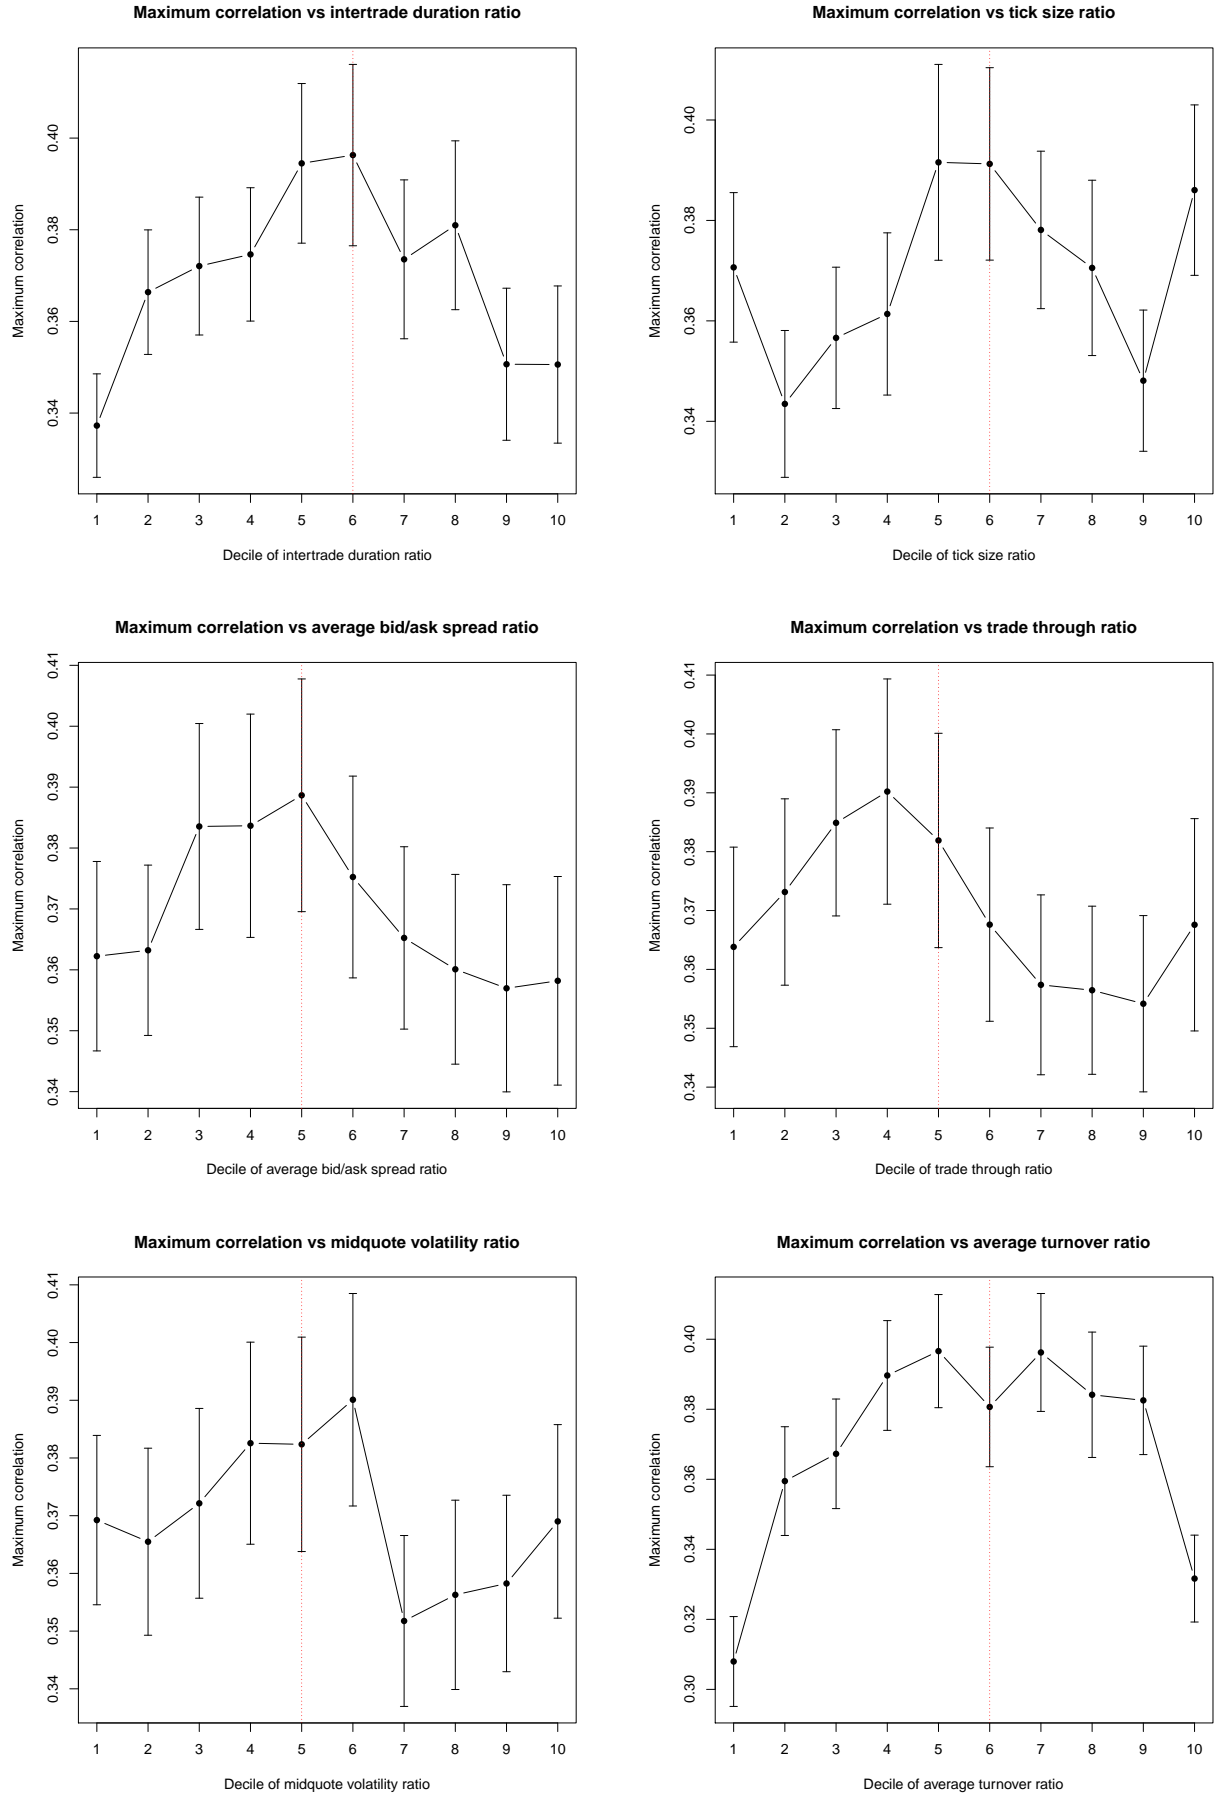 Maximum correlation vs intertrade duration ratio
Maximum correlation
0.40
0.38
0.36
0.34
1 2 3 4 5 6 7 8 9 10
Decile of intertrade duration ratio
Maximum correlation vs tick size ratio
Maximum correlation
0.40
0.38
0.36
0.34
1 2 3 4 5 6 7 8 9 10
Decile of tick size ratio
Maximum correlation vs average bid/ask spread ratio
Maximum correlation
0.41
0.40
0.39
0.38
0.37
0.36
0.35
0.34
1 2 3 4 5 6 7 8 9 10
Decile of average bid/ask spread ratio
Maximum correlation vs trade through ratio
Maximum correlation
0.41
0.40
0.39
0.38
0.37
0.36
0.35
0.34
1 2 3 4 5 6 7 8 9 10
Decile of trade through ratio
Maximum correlation vs midquote volatility ratio
Maximum correlation
0.41
0.40
0.39
0.38
0.37
0.36
0.35
0.34
1 2 3 4 5 6 7 8 9 10
Decile of midquote volatility ratio
Maximum correlation vs average turnover ratio
Maximum correlation
0.40
0.38
0.36
0.34
0.32
0.30
1 2 3 4 5 6 7 8 9 10
Decile of average turnover ratio